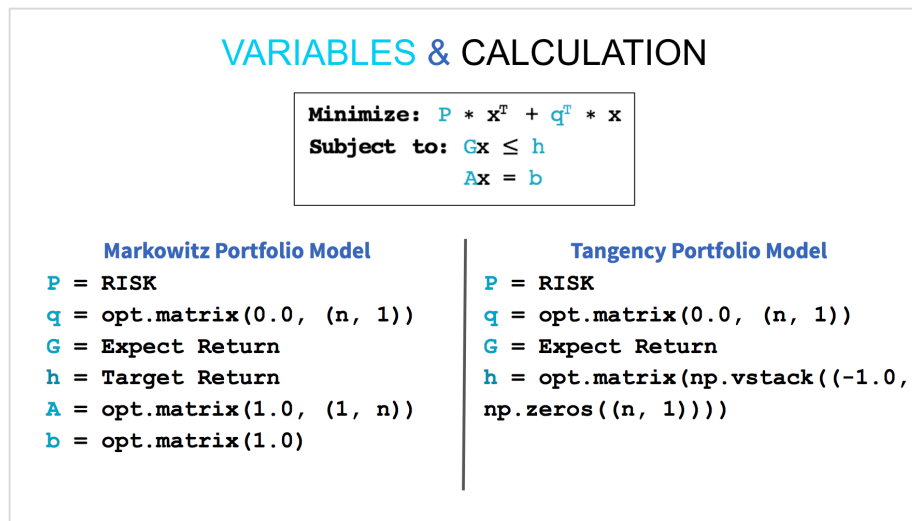 VARIABLES & CALCULATION
Minimize: P * xᵀ + qᵀ * x
Subject to: Gx ≤ h
Ax = b
Markowitz Portfolio Model
P = RISK
q = opt.matrix(0.0, (n, 1))
G = Expect Return
h = Target Return
A = opt.matrix(1.0, (1, n))
b = opt.matrix(1.0)
Tangency Portfolio Model
P = RISK
q = opt.matrix(0.0, (n, 1))
G = Expect Return
h = opt.matrix(np.vstack((-1.0,
np.zeros((n, 1))))